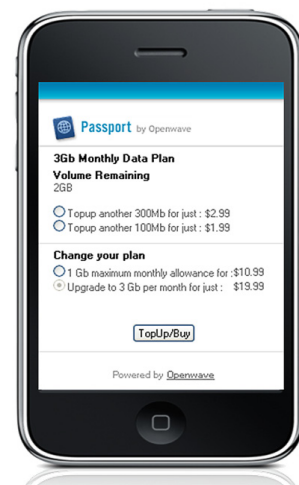 Passport by Openwave
3Gb Monthly Data Plan
Volume Remaining
2GB
Topup another 300Mb for just : $2.99
Topup another 100Mb for just : $1.99
Change your plan
1 Gb maximum monthly allowance for :$10.99
Upgrade to 3 Gb per month for just : $19.99
TopUp/Buy
Powered by Openwave